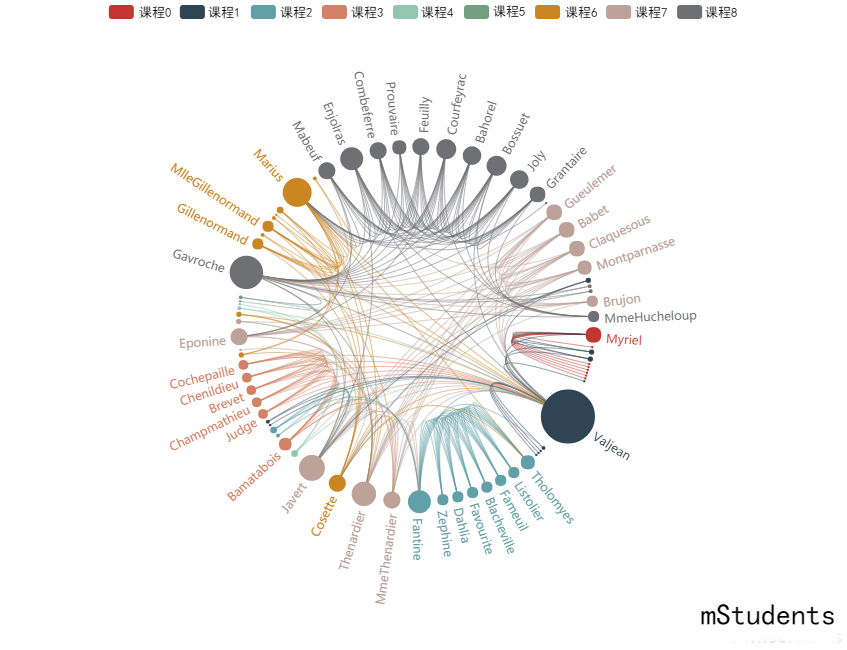 课程0 课程1 课程2 课程3 课程4 课程5 课程6 课程7 课程8
Combeferre
Prouvaire
Feuilly
Courfeyrac
Bahorel
Bossuet
Joly
Grantaire
Gueulemer
Babet
Claquesous
Montparnasse
Brujon
MmeHucheloup
Myriel
Valjean
Tholomyes
Listolier
Fameuil
Blacheville
Favourite
Dahlia
Zephine
Fantine
MmeThenardier
Thenardier
Cosette
Javert
Bamatabois
Judge
Champmathieu
Brevet
Chenildieu
Cochepaille
Eponine
Gavroche
Gillenormand
MlleGillenormand
Marius
Mabeuf
Enjolras
mStudents